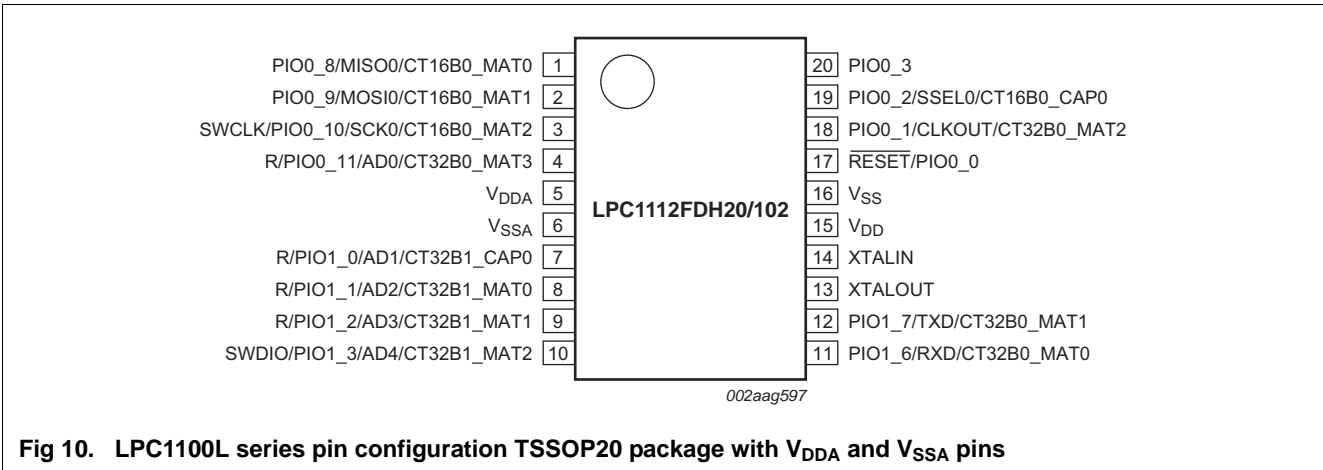 PIO0_8/MISO0/CT16B0_MAT0 1
PIO0_9/MOSI0/CT16B0_MAT1 2
SWCLK/PIO0_10/SCK0/CT16B0_MAT2 3
R/PIO0_11/AD0/CT32B0_MAT3 4
VDDA 5
VSSA 6
R/PIO1_0/AD1/CT32B1_CAP0 7
R/PIO1_1/AD2/CT32B1_MAT0 8
R/PIO1_2/AD3/CT32B1_MAT1 9
SWDIO/PIO1_3/AD4/CT32B1_MAT2 10
LPC1112FDH20/102
20 PIO0_3
19 PIO0_2/SSEL0/CT16B0_CAP0
18 PIO0_1/CLKOUT/CT32B0_MAT2
17 RESET/PIO0_0
16 VSS
15 VDD
14 XTALIN
13 XTALOUT
12 PIO1_7/TXD/CT32B0_MAT1
11 PIO1_6/RXD/CT32B0_MAT0
002aag597
Fig 10. LPC1100L series pin configuration TSSOP20 package with VDDA and VSSA pins